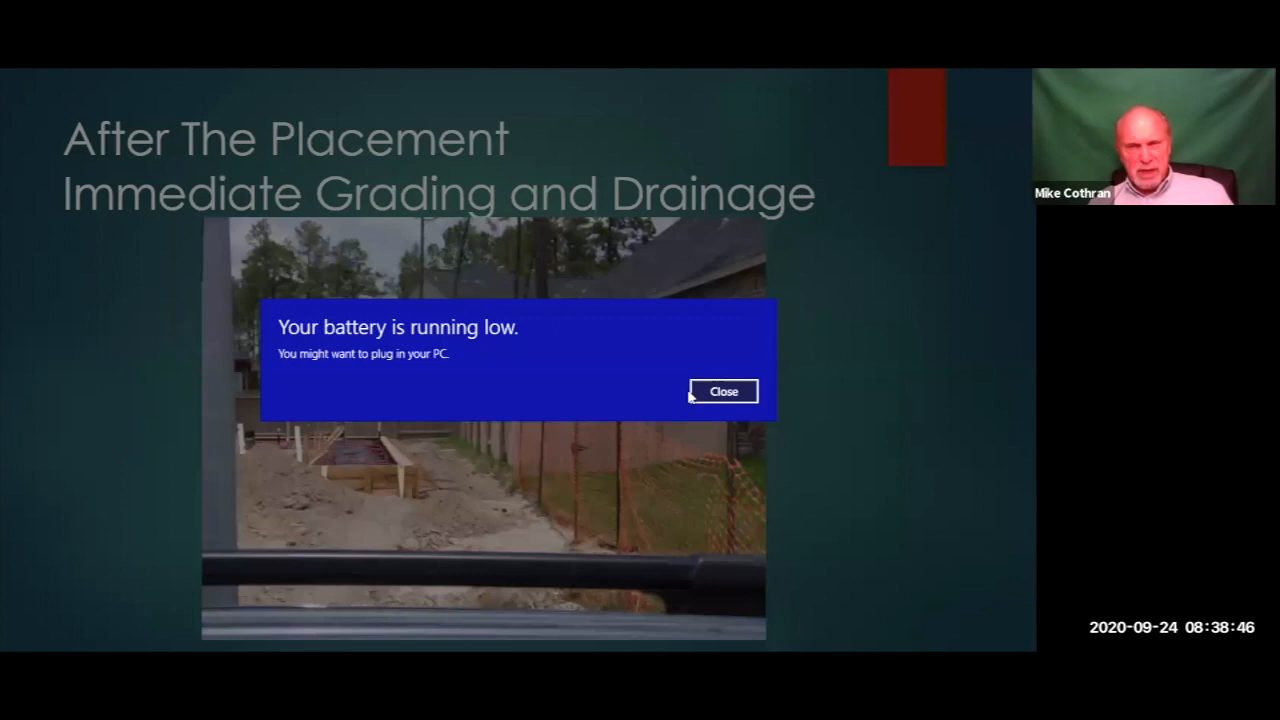 After The Placement
Immediate Grading and Drainage
Your battery is running low.
You might want to plug in your PC.
Close
Mike Cothran
2020-09-24 08:38:46